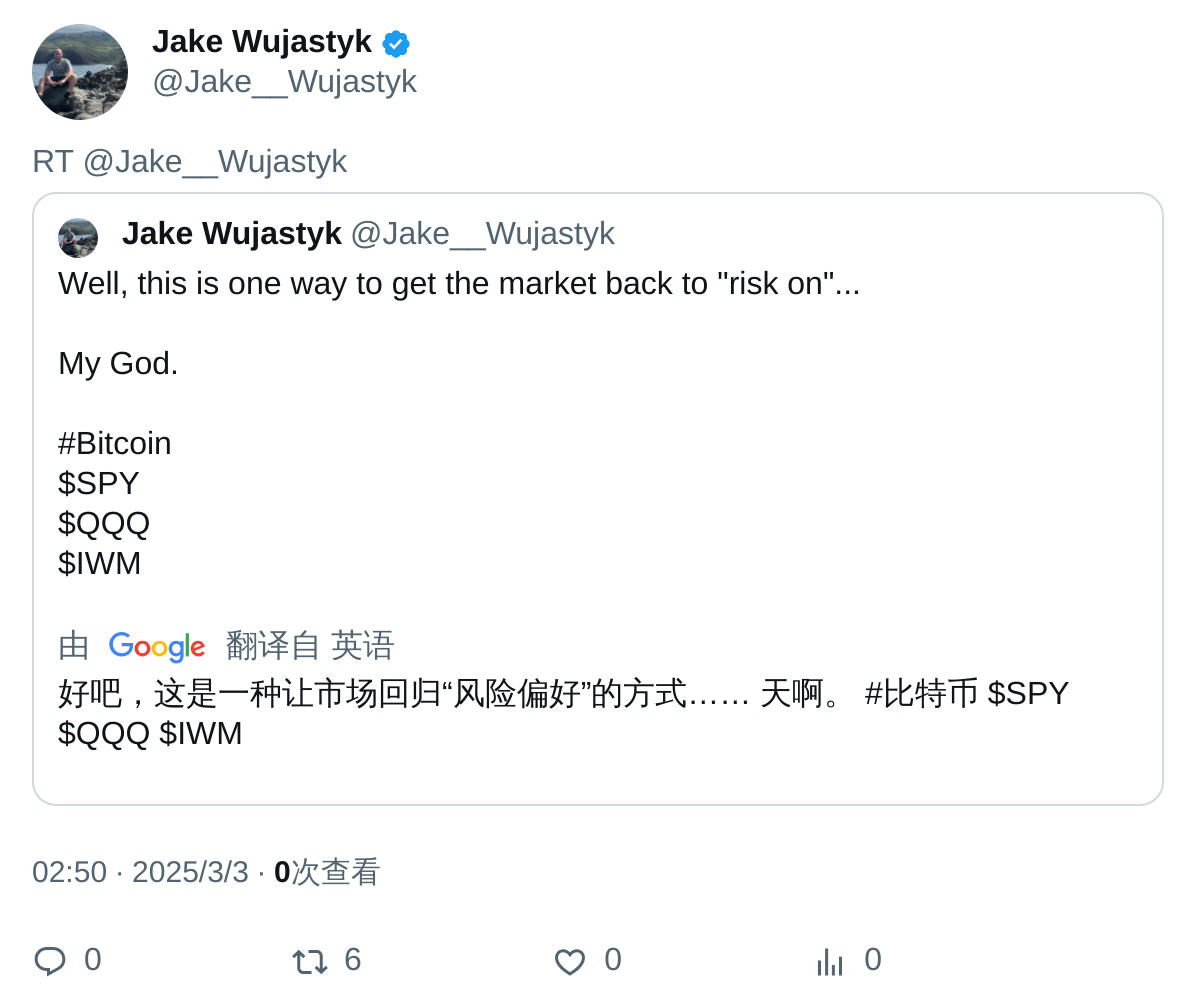 Jake Wujastyk
@Jake__Wujastyk
RT @Jake__Wujastyk
Jake Wujastyk @Jake__Wujastyk
Well, this is one way to get the market back to "risk on"...
My God.
#Bitcoin
$SPY
$QQQ
$IWM
由 Google 翻译自 英语
好吧，这是一种让市场回归“风险偏好”的方式…… 天啊。 #比特币 $SPY
$QQQ $IWM
02:50 · 2025/3/3 · 0次查看
0 6 0 0